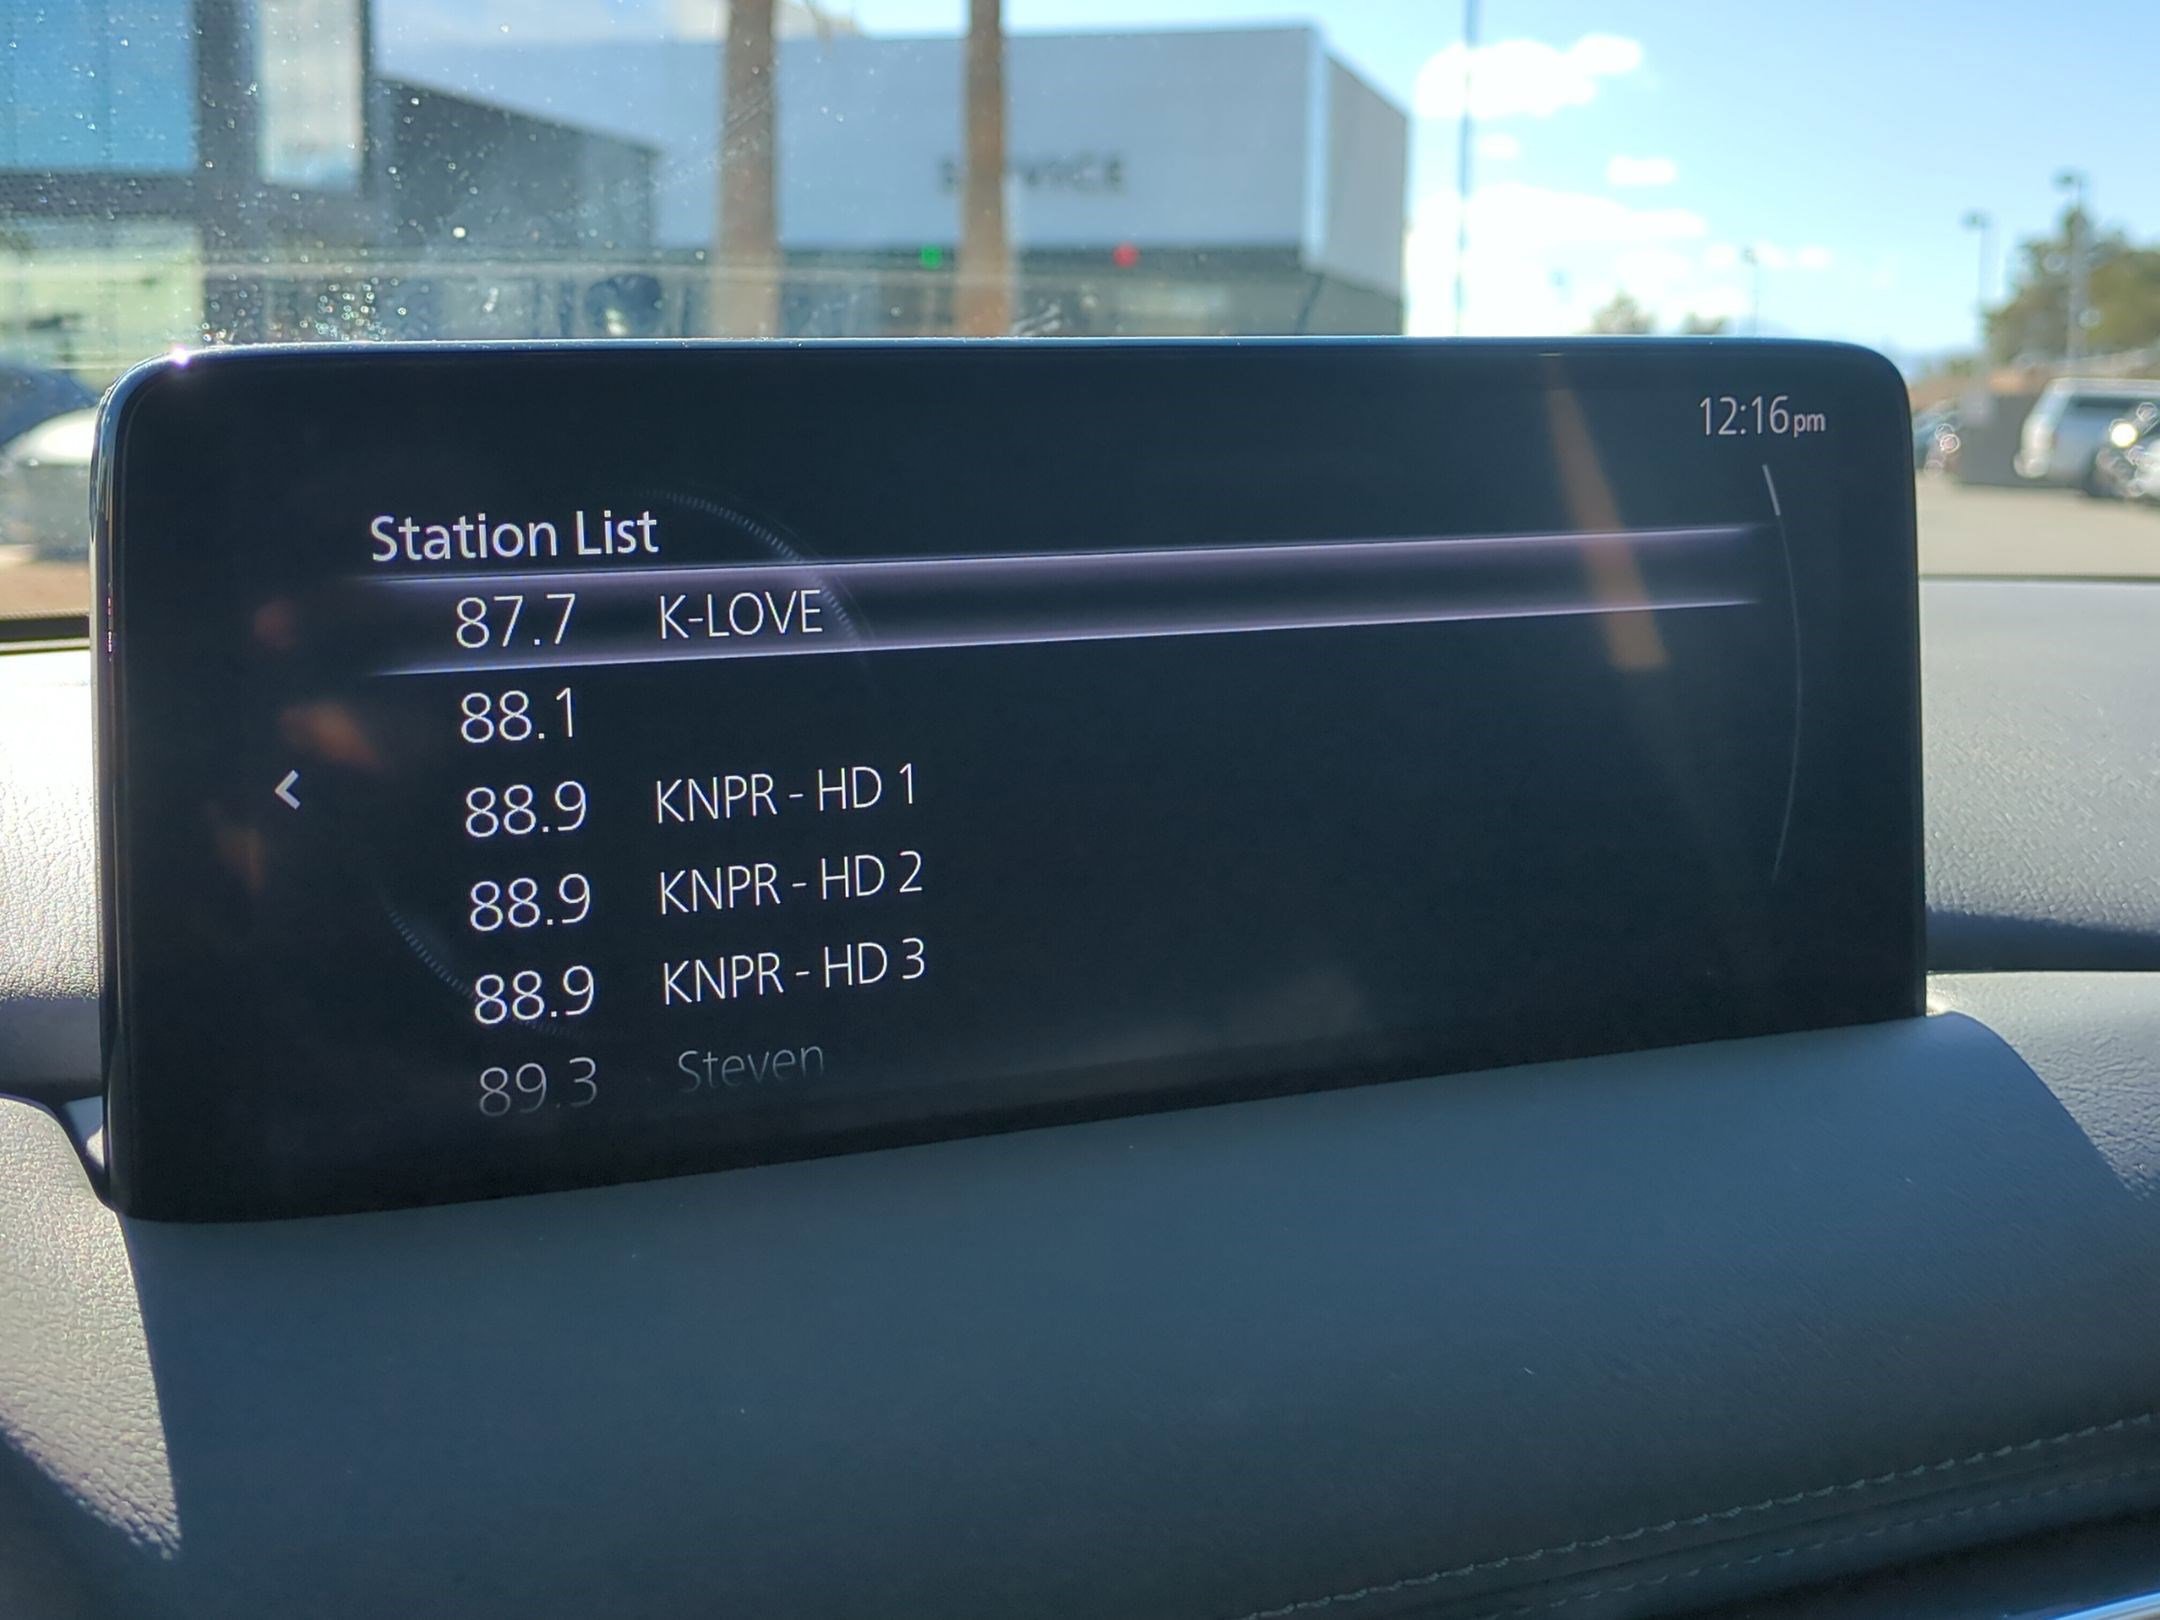 12:16pm
Station List
87.7 K-LOVE
88.1
88.9 KNPR - HD 1
88.9 KNPR - HD 2
88.9 KNPR - HD 3
89.3 Steven